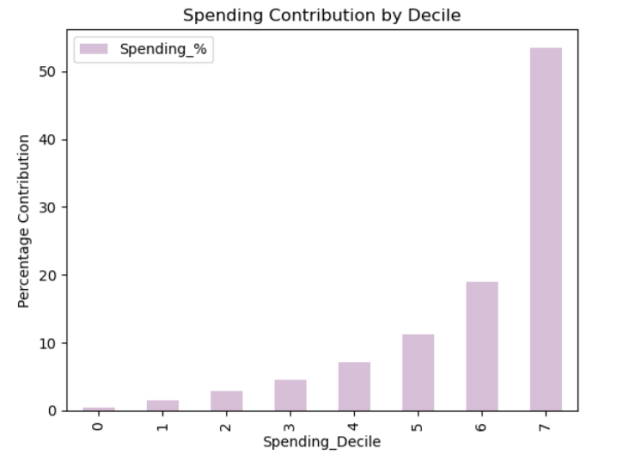 Spending Contribution by Decile
Spending_%
Percentage Contribution
50
40
30
20
10
0
0 1 2 3 4 5 6 7
Spending_Decile